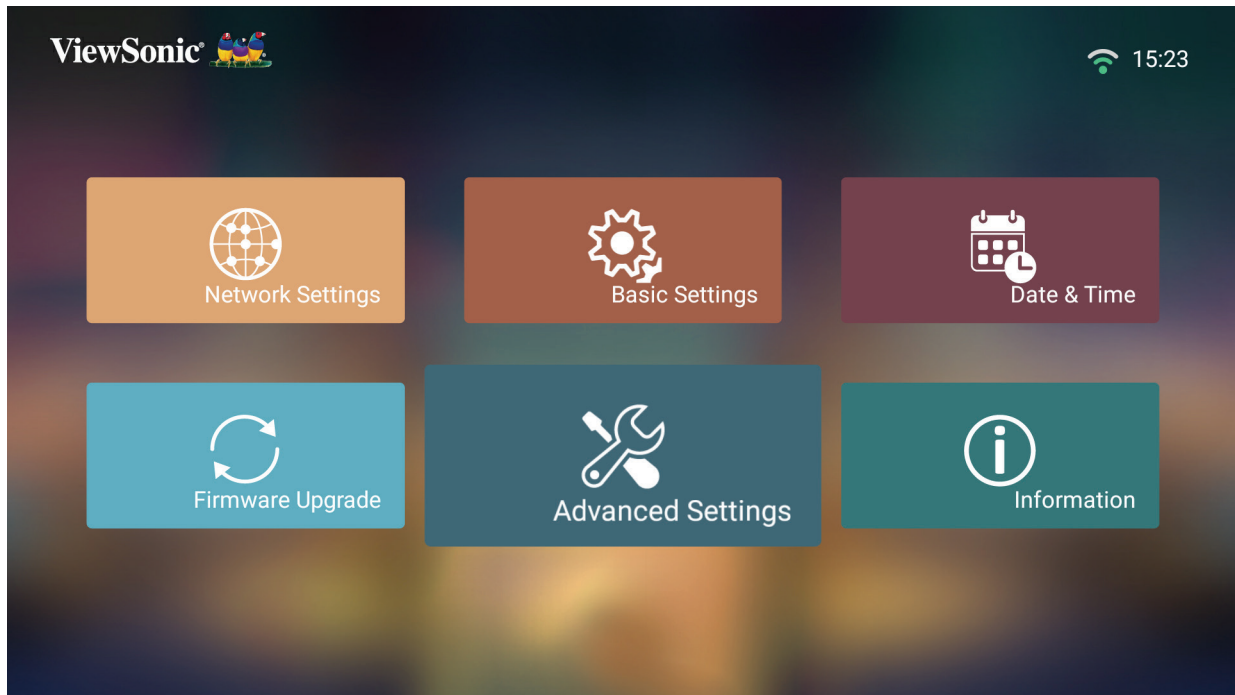 ViewSonic®
15:23
Network Settings
Basic Settings
Date & Time
Firmware Upgrade
Advanced Settings
Information